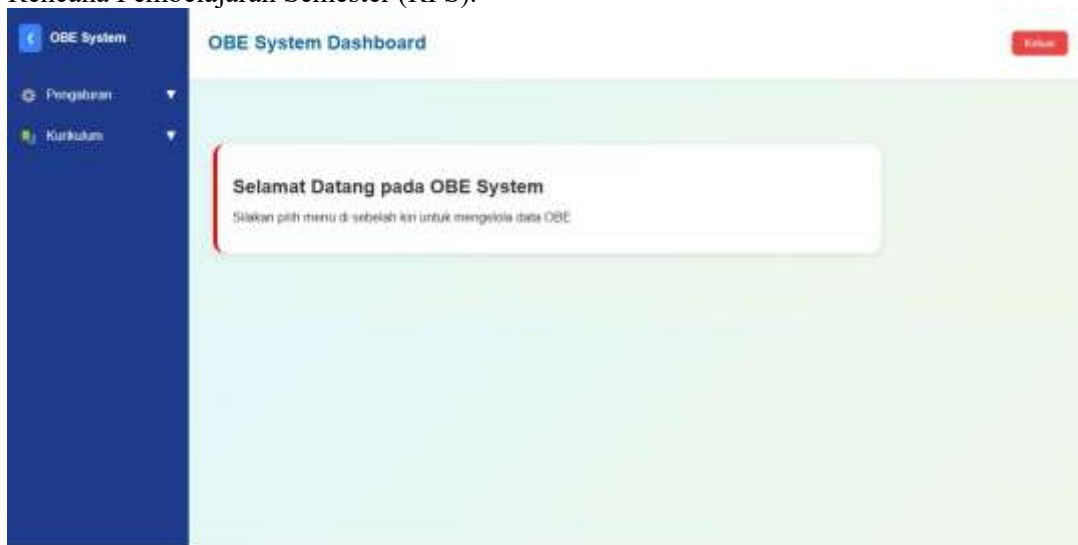 Rencana Pembelajaran Semester (RPS).
OBE System
OBE System Dashboard
Keluar
Pengaturan
Kurikulum
Selamat Datang pada OBE System
Silakan pilih menu di sebelah kiri untuk mengelola data OBE